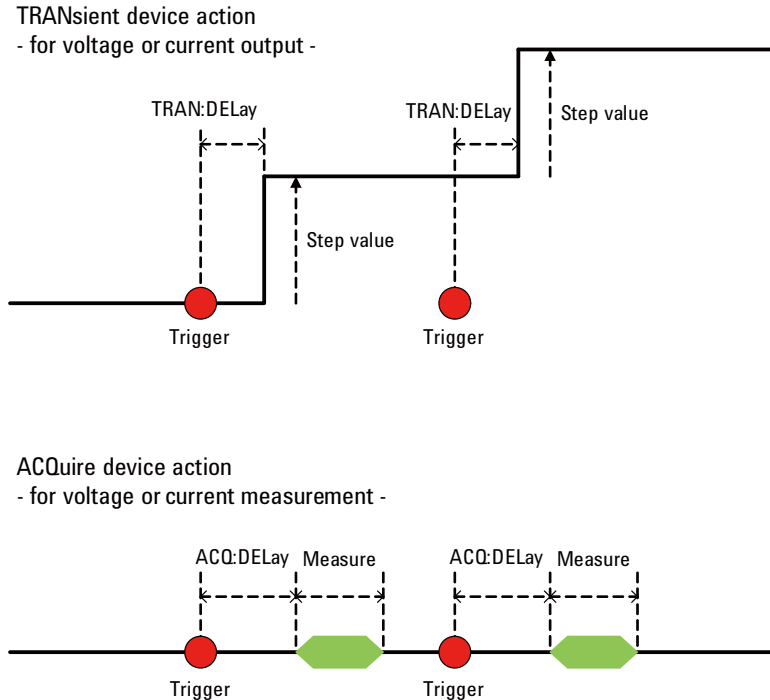 TRANsient device action
- for voltage or current output -
TRAN:DELay
TRAN:DELay
Step value
Step value
Trigger
Trigger
ACQuire device action
- for voltage or current measurement -
ACQ:DELay
Measure
ACQ:DELay
Measure
Trigger
Trigger